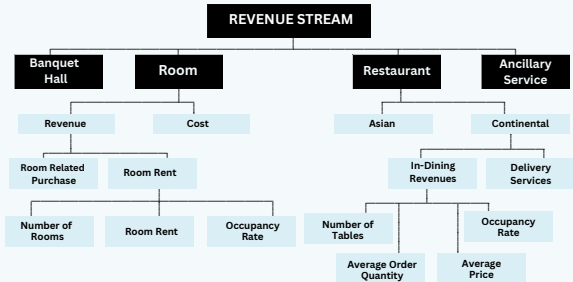 REVENUE STREAM
Banquet
Hall
Room
Restaurant
Ancillary
Service
Revenue
Cost
Asian
Continental
Room Related
Purchase
Room Rent
In-Dining
Revenues
Delivery
Services
Number of
Rooms
Room Rent
Occupancy
Rate
Number of
Tables
Occupancy
Rate
Average Order
Quantity
Average
Price